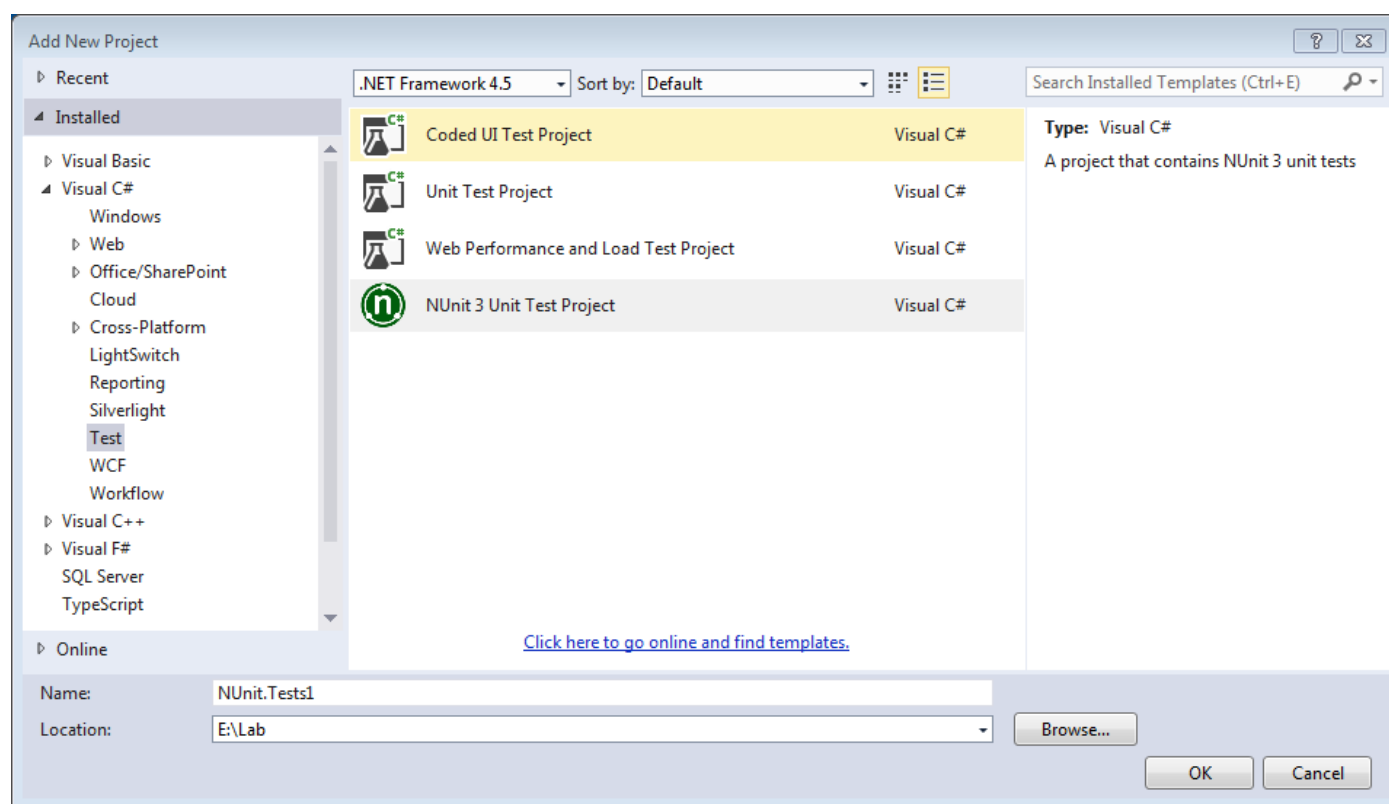 Add New Project
Recent
.NET Framework 4.5 Sort by: Default
Search Installed Templates (Ctrl+E)
Installed
Visual Basic
Visual C#
Windows
Web
Office/SharePoint
Cloud
Cross-Platform
LightSwitch
Reporting
Silverlight
Test
WCF
Workflow
Visual C++
Visual F#
SQL Server
TypeScript
Online
C# Coded UI Test Project Visual C#
C# Unit Test Project Visual C#
C# Web Performance and Load Test Project Visual C#
n NUnit 3 Unit Test Project Visual C#
Click here to go online and find templates.
Type: Visual C#
A project that contains NUnit 3 unit tests
Name: NUnit.Tests1
Location: E:\Lab Browse...
OK Cancel